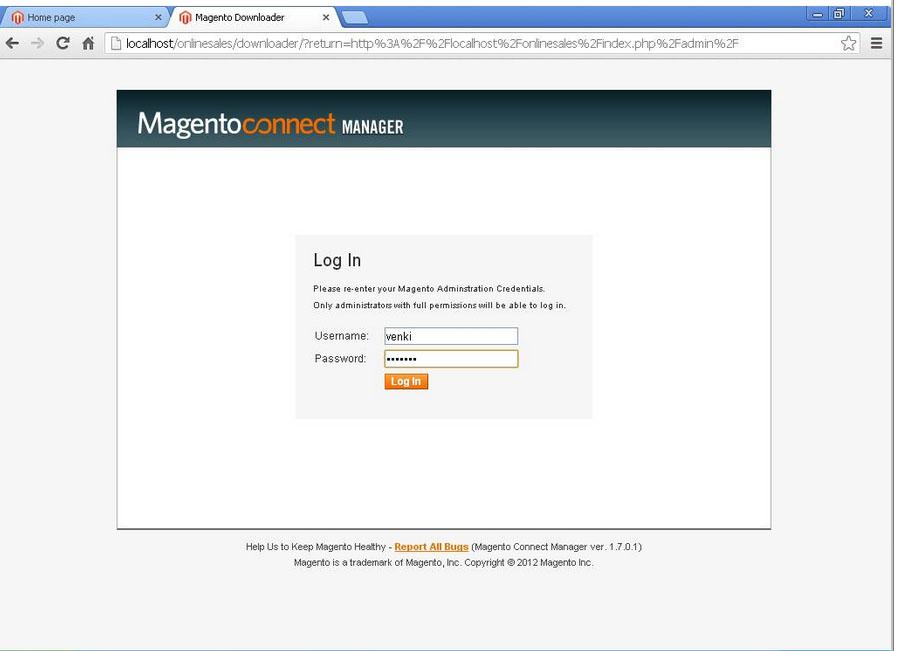 Home page
Magento Downloader
localhost/onlinesales/downloader/?return=http%3A%2F%2Flocalhost%2Fonlinesales%2Findex.php%2Fadmin%2F
Magentoconnect MANAGER
Log In
Please re-enter your Magento Adminstration Credentials.
Only administrators with full permissions will be able to log in.
Username: venki
Password: •••••••
Log In
Help Us to Keep Magento Healthy - Report All Bugs (Magento Connect Manager ver. 1.7.0.1)
Magento is a trademark of Magento, Inc. Copyright © 2012 Magento Inc.